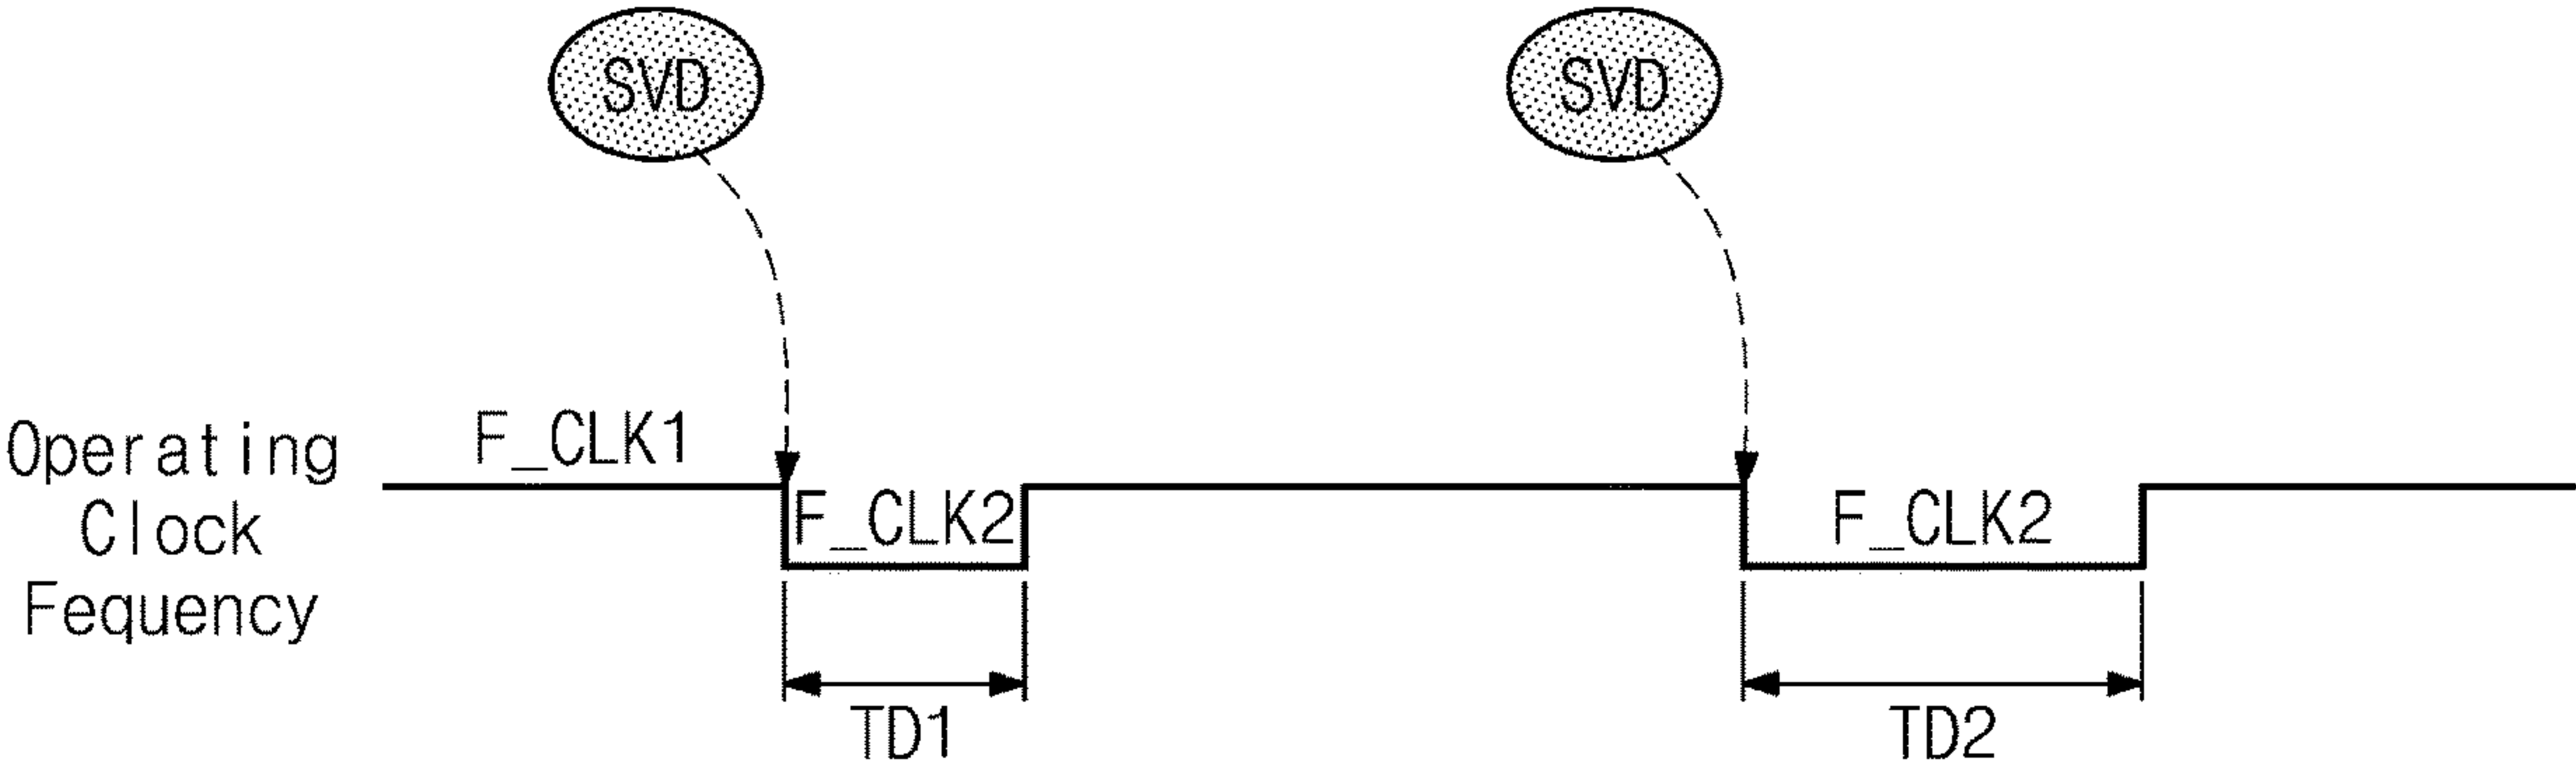 SVD
SVD
F_CLK1
Operating
Clock
Fequency
F_CLK2
F_CLK2
TD1
TD2